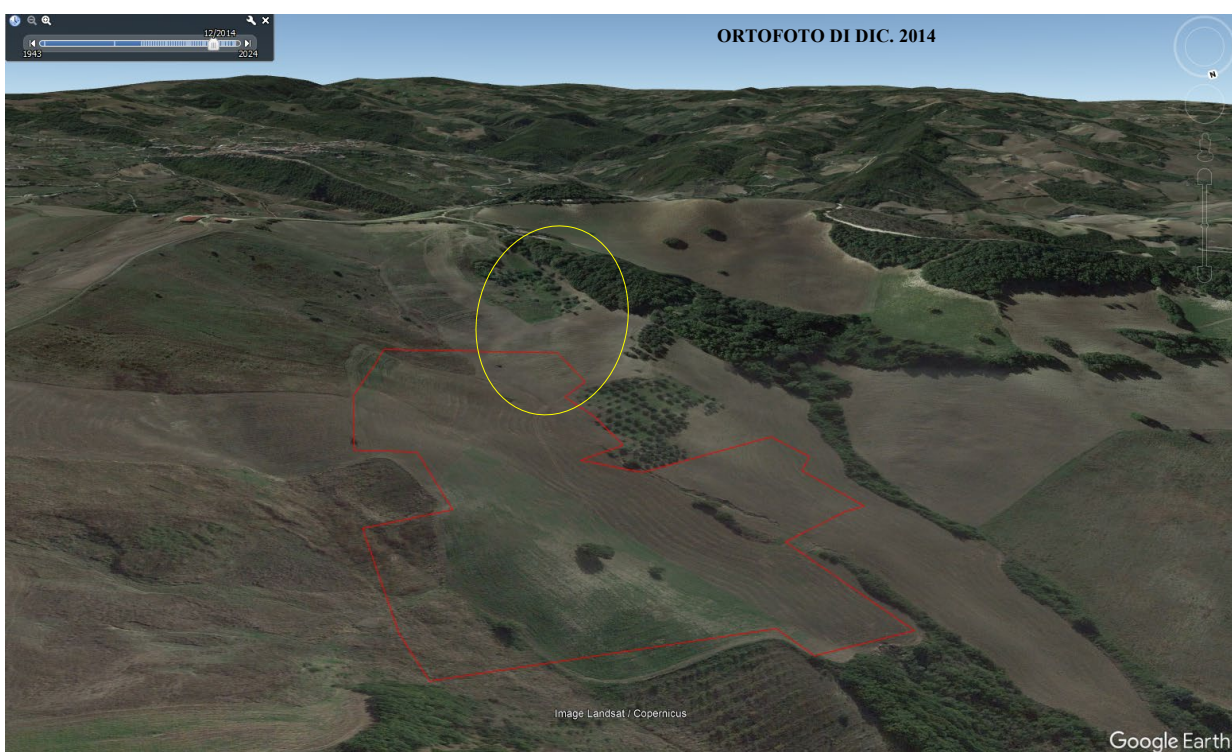 12/2014
1943
2024
ORTOFOTO DI DIC. 2014
N
Image Landsat / Copernicus
Google Earth